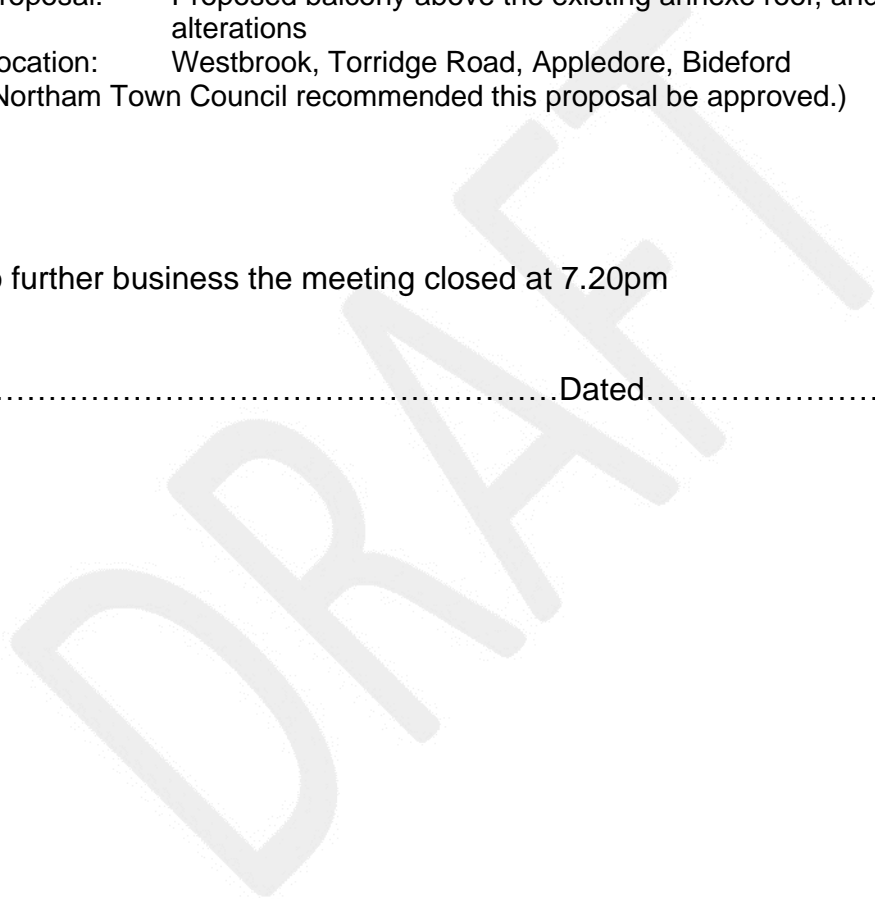 roposal: Proposed balcony above the existing annexe roof, and
alterations
ocation: Westbrook, Torridge Road, Appledore, Bideford
Northam Town Council recommended this proposal be approved.)
further business the meeting closed at 7.20pm
……………………………………………………Dated……………………
DRAFT